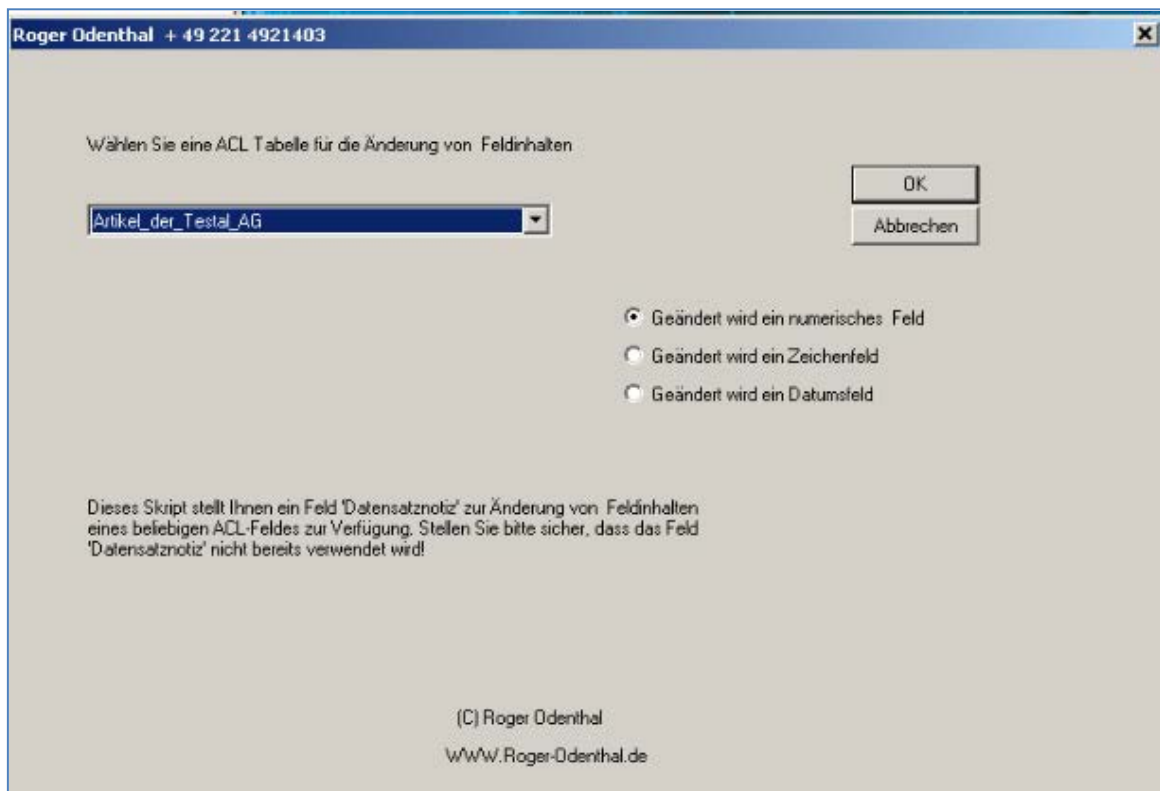 Roger Odenthal + 49 221 4921403
Wählen Sie eine ACL Tabelle für die Änderung von Feldinhalten
OK
Artikel_der_Testal_AG
Abbrechen
Geändert wird ein numerisches Feld
Geändert wird ein Zeichenfeld
Geändert wird ein Datumsfeld
Dieses Skript stellt Ihnen ein Feld 'Datensatznotiz' zur Änderung von Feldinhalten
eines beliebigen ACL-Feldes zur Verfügung. Stellen Sie bitte sicher, dass das Feld
'Datensatznotiz' nicht bereits verwendet wird!
(C) Roger Odenthal
WWW.Roger-Odenthal.de